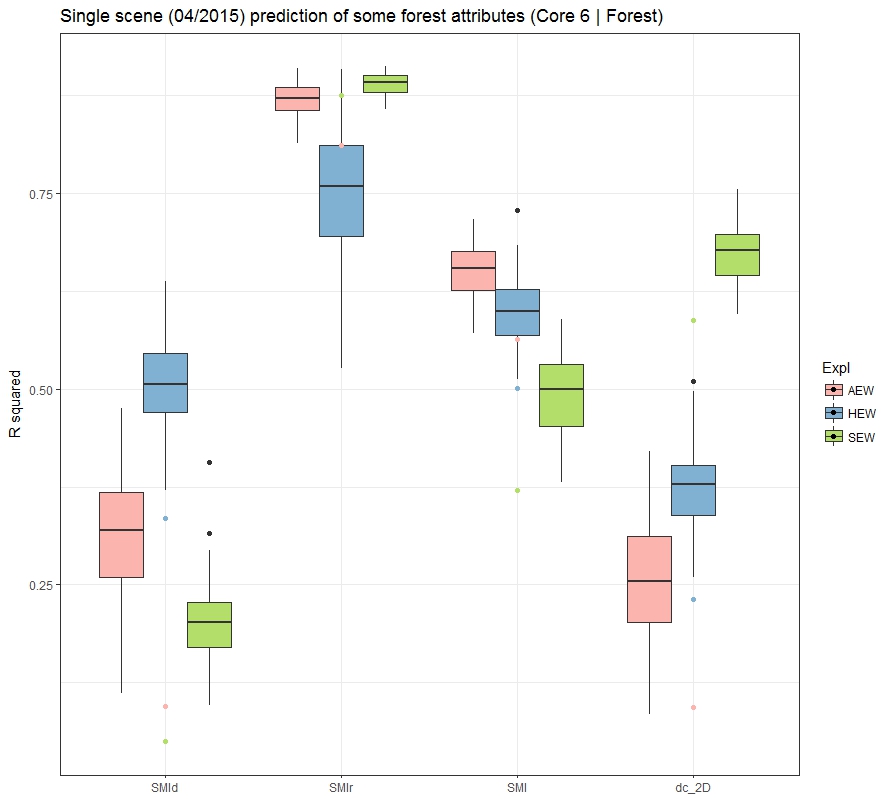 Single scene (04/2015) prediction of some forest attributes (Core 6 | Forest)
R squared
0.75
0.50
0.25
SMId
SMIr
SMI
dc_2D
Expl
AEW
HEW
SEW